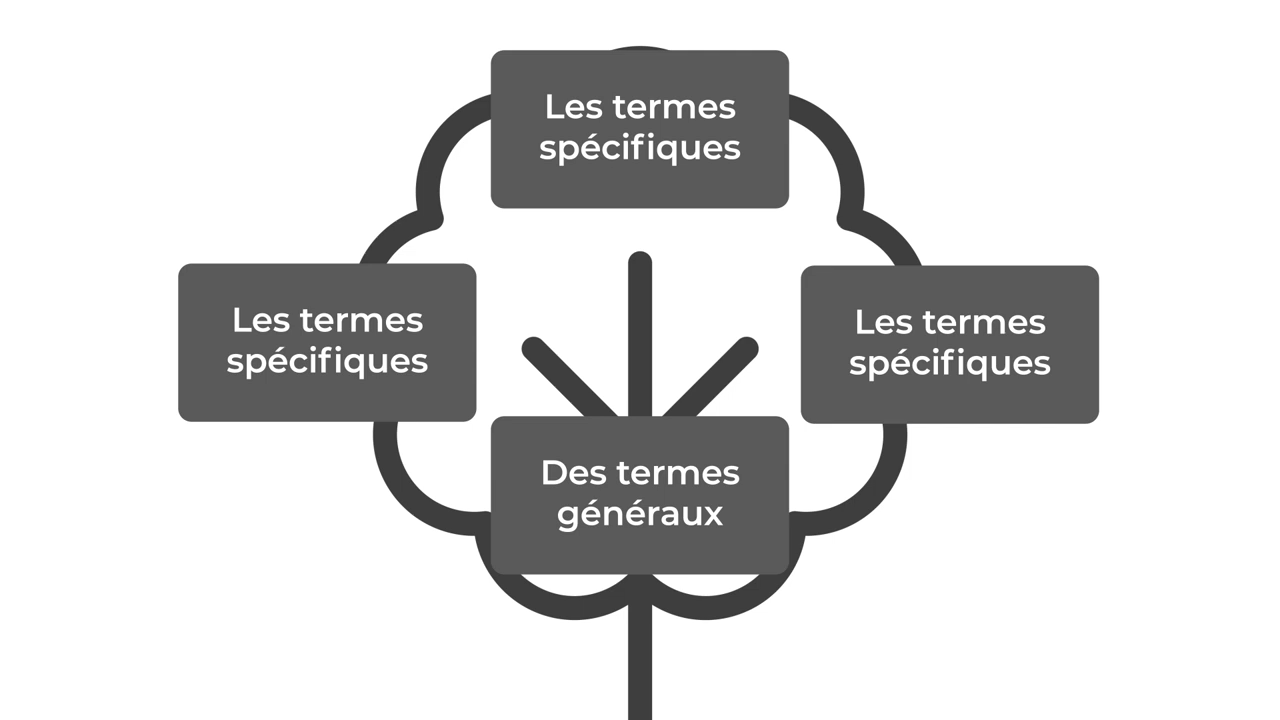 Les termes
spécifiques
Les termes
spécifiques
Les termes
spécifiques
Des termes
généraux